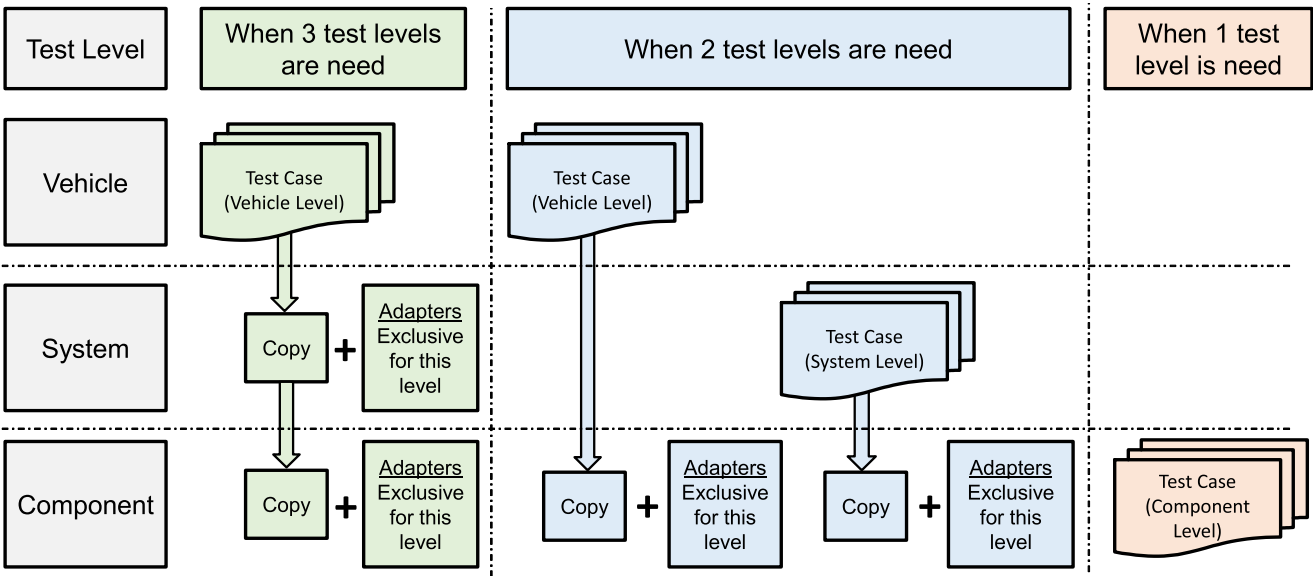 Test Level
When 3 test levels
are need
When 2 test levels are need
When 1 test
level is need
Vehicle
Test Case
(Vehicle Level)
Test Case
(Vehicle Level)
System
Copy
+
Adapters
Exclusive
for this
level
Test Case
(System Level)
Component
Copy
+
Adapters
Exclusive
for this
level
Copy
+
Adapters
Exclusive
for this
level
Copy
+
Adapters
Exclusive
for this
level
Test Case
(Component
Level)